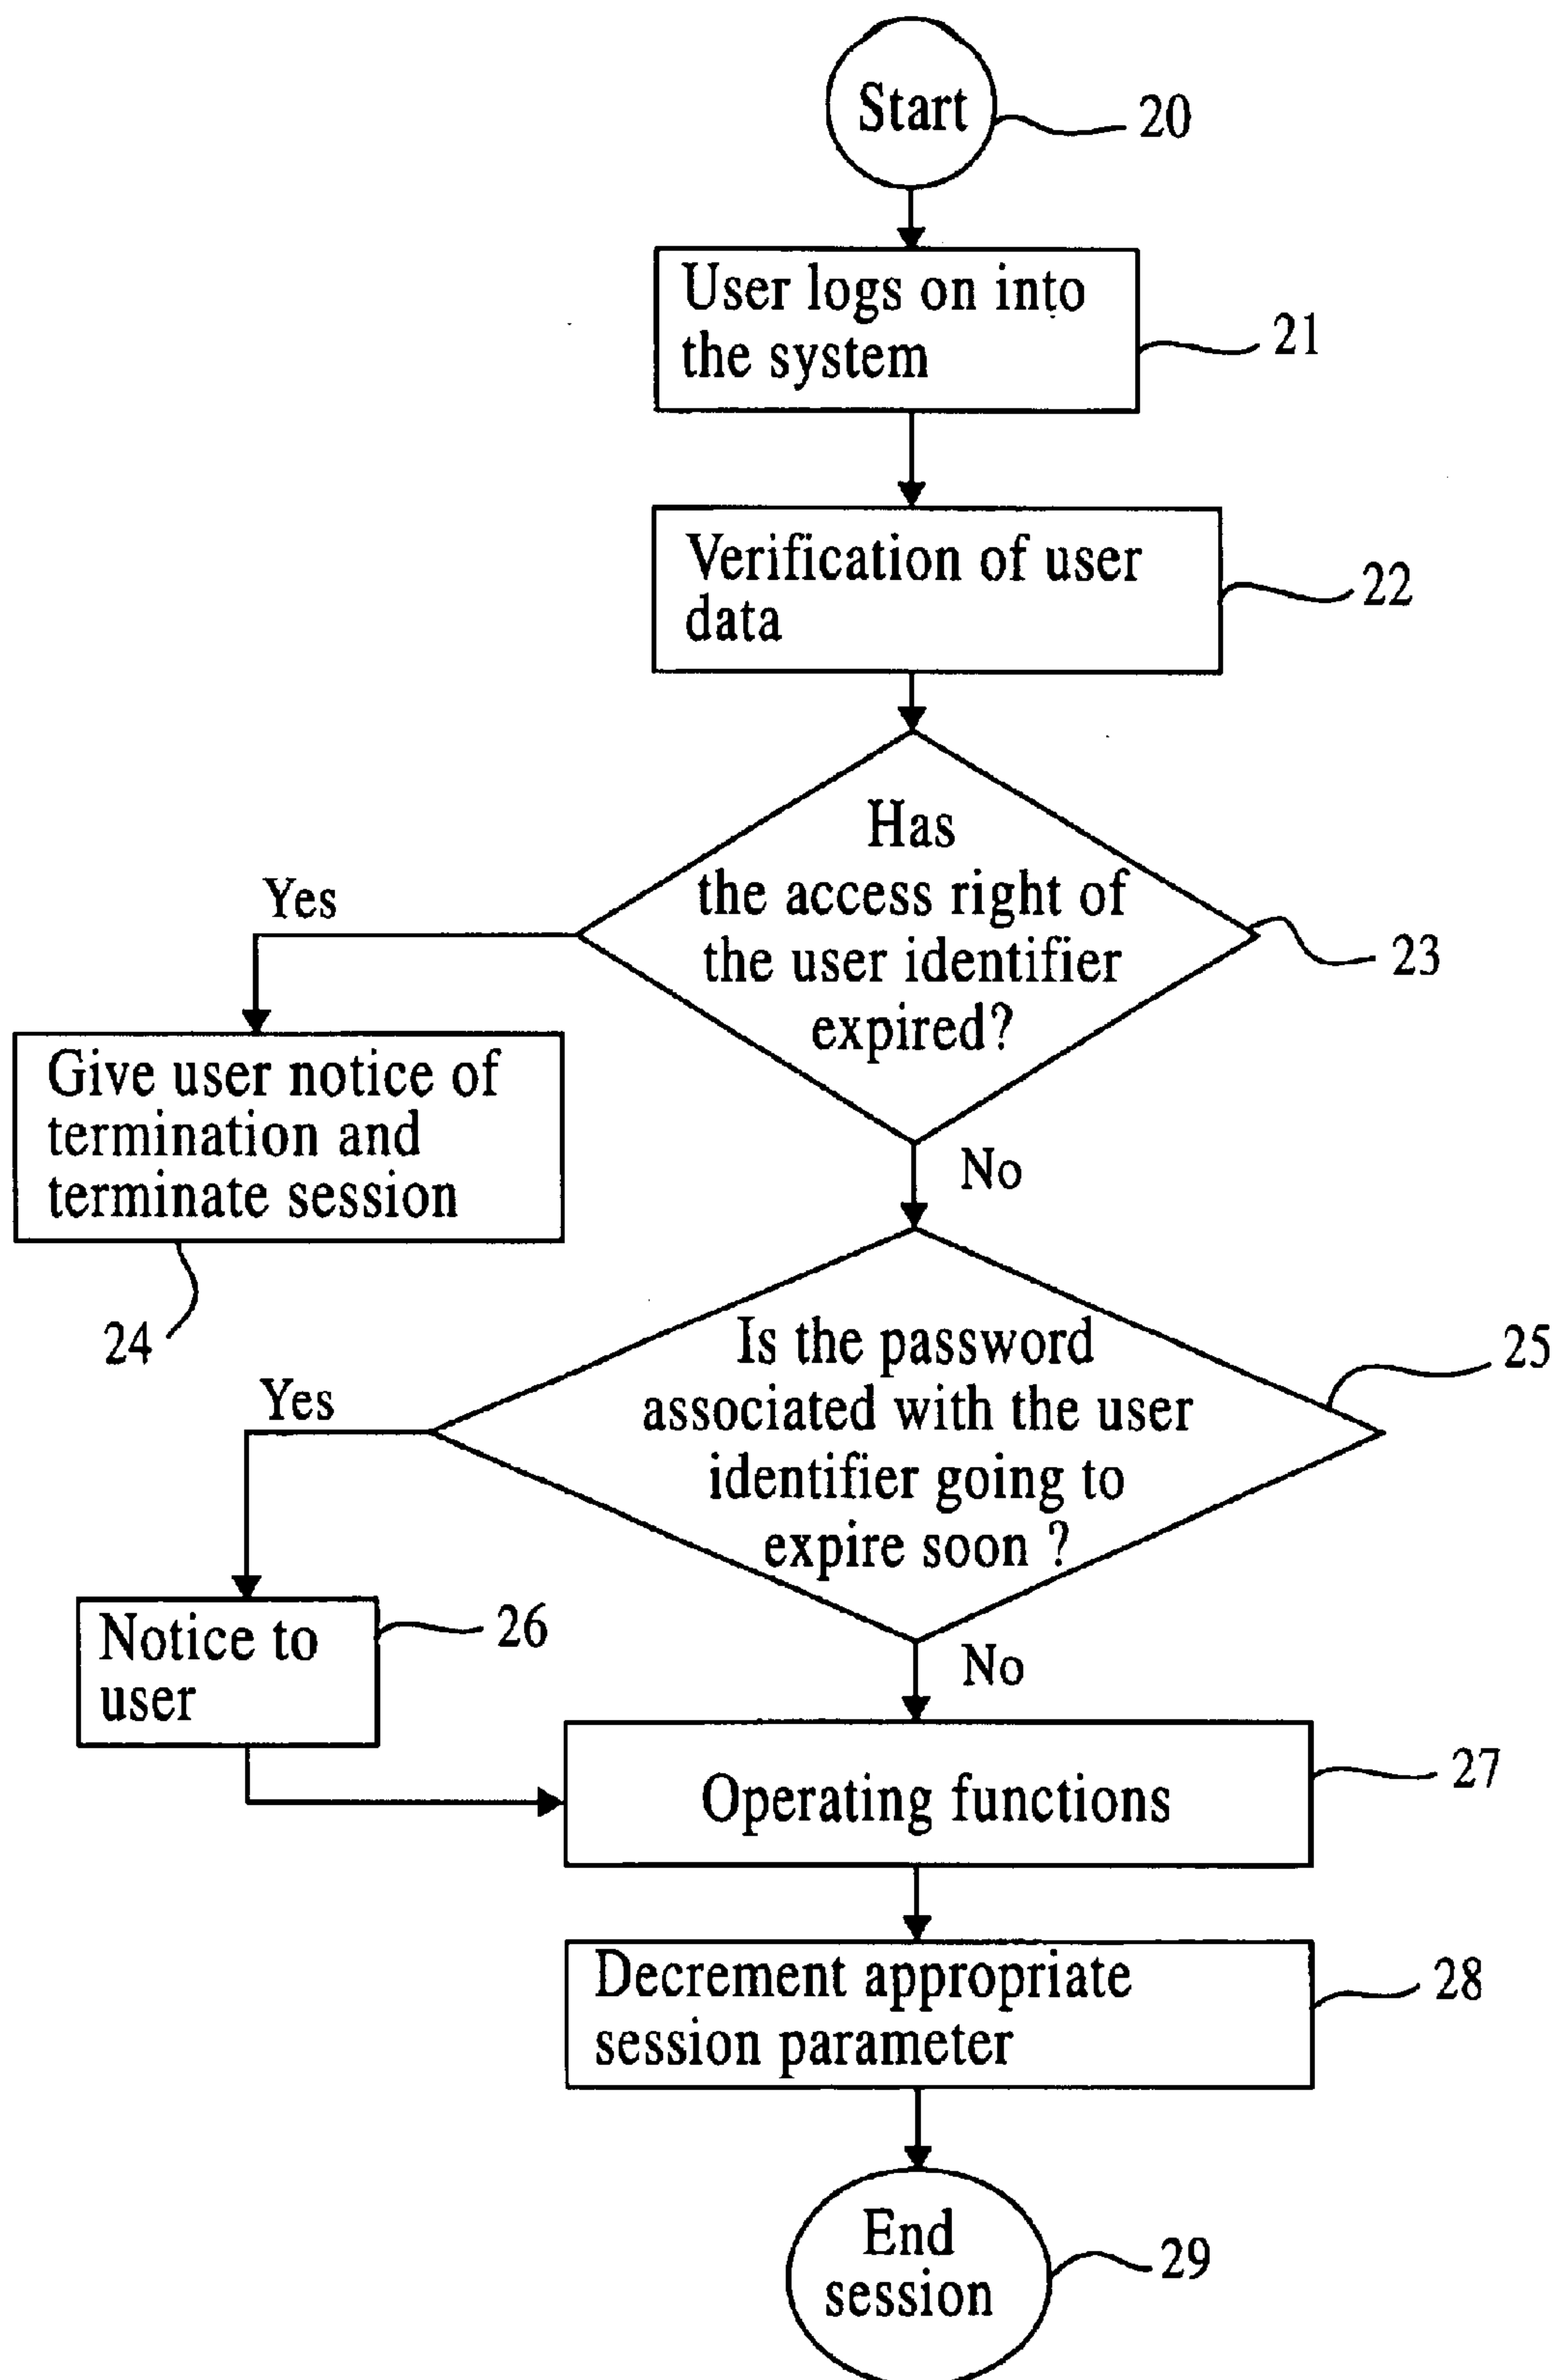 Start
20
User logs on into
the system
21
Verification of user
data
22
Has
the access right of
the user identifier
expired?
23
Yes
Give user notice of
termination and
terminate session
24
No
Is the password
associated with the user
identifier going to
expire soon ?
25
Yes
Notice to
user
26
No
Operating functions
27
Decrement appropriate
session parameter
28
End
session
29